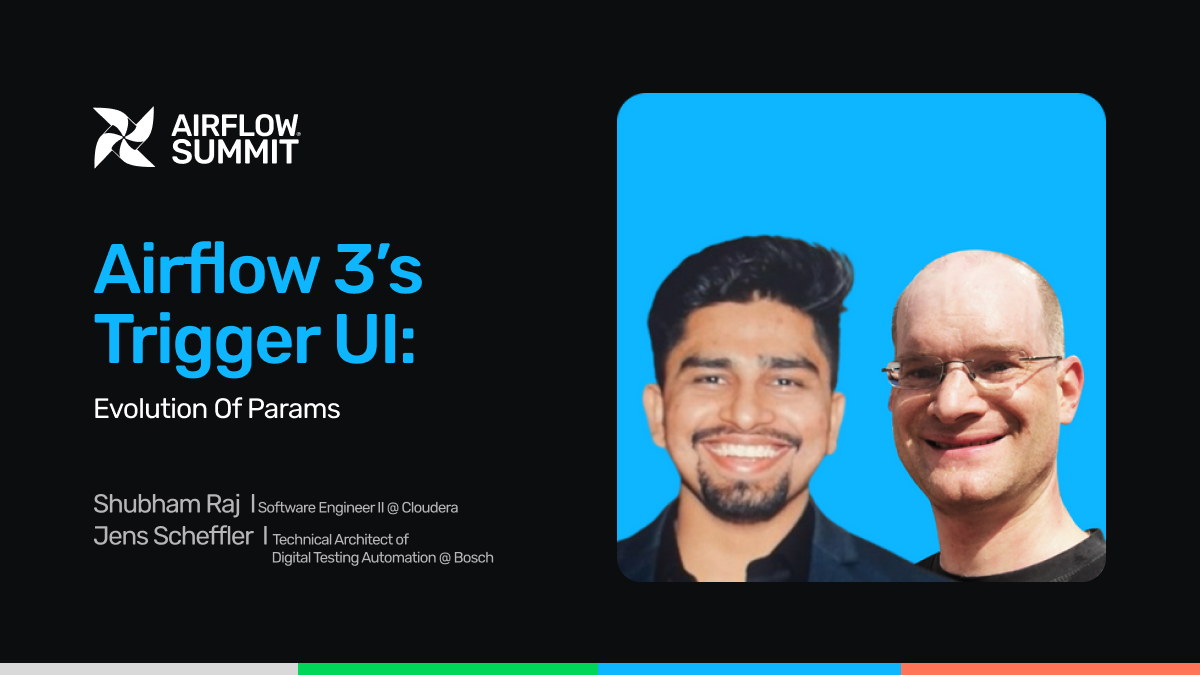 AIRFLOW
SUMMIT
Airflow 3’s
Trigger UI:
Evolution Of Params
Shubham Raj | Software Engineer II @ Cloudera
Jens Scheffler | Technical Architect of
Digital Testing Automation @ Bosch